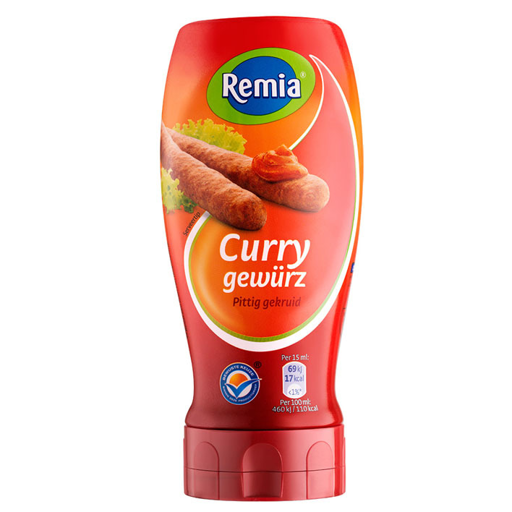 Remia®
Curry
gewürz
Pittig gekruid
Per 15 ml:
69 kJ
17 kcal
<1%*
Per 100 ml:
460 kJ / 110 kcal